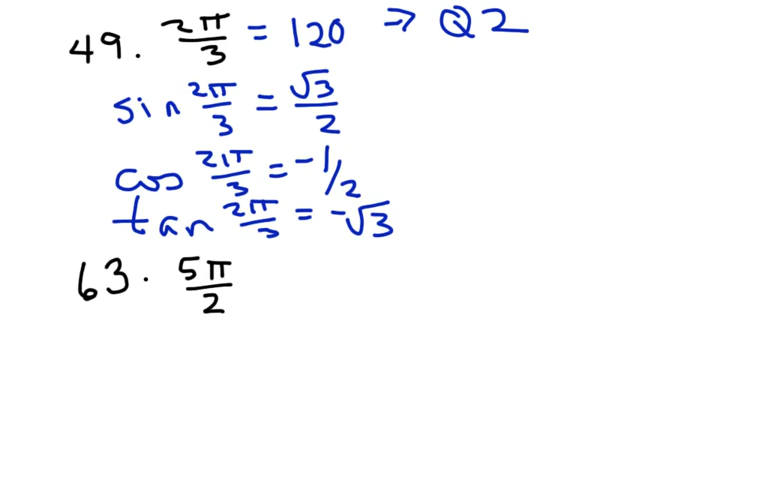 49. 2π/3 = 120 ⇒ Q2
sin 2π/3 = √3/2
cos 2π/3 = -1/2
tan 2π/3 = -√3
63. 5π/2